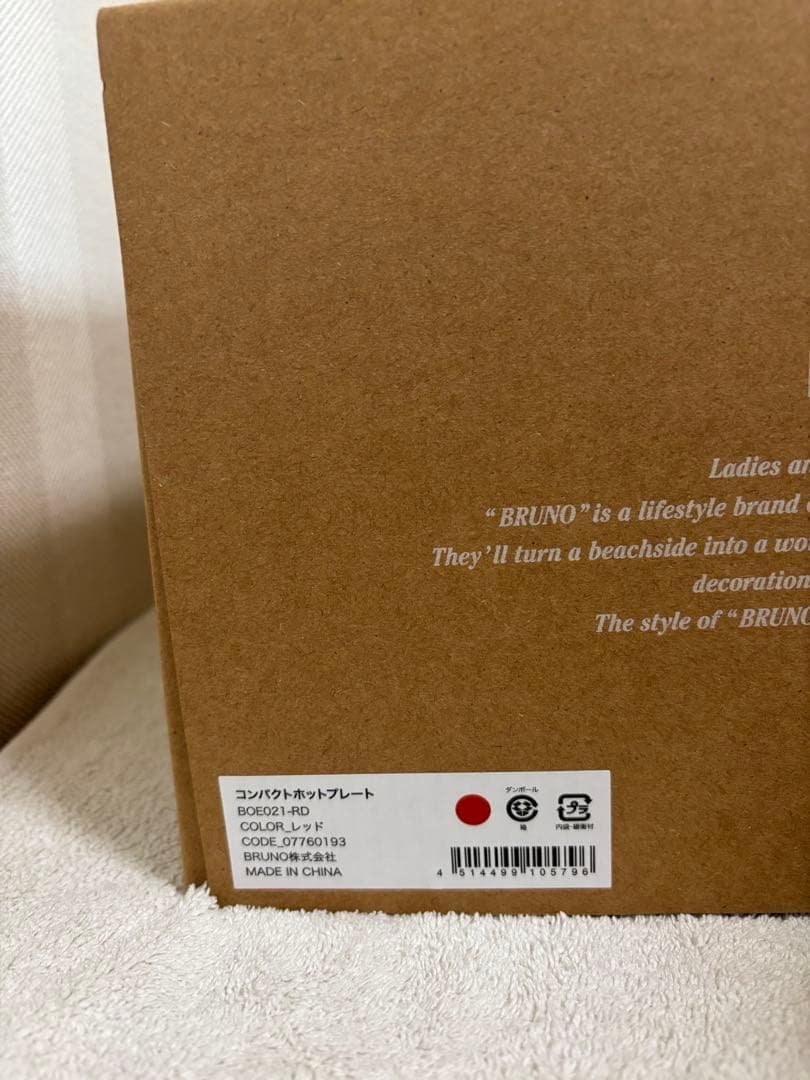 Ladies
"BRUNO" is a lifestyle brand
They'll turn a beachside into a
decoration
The style of "BRUNO
コンパクトホットプレート
BOE021-RD
COLOR_レッド
CODE_07760193
BRUNO株式会社
MADE IN CHINA
ダンボール
箱
プラ
内袋・緩衝材
4 514499 105796